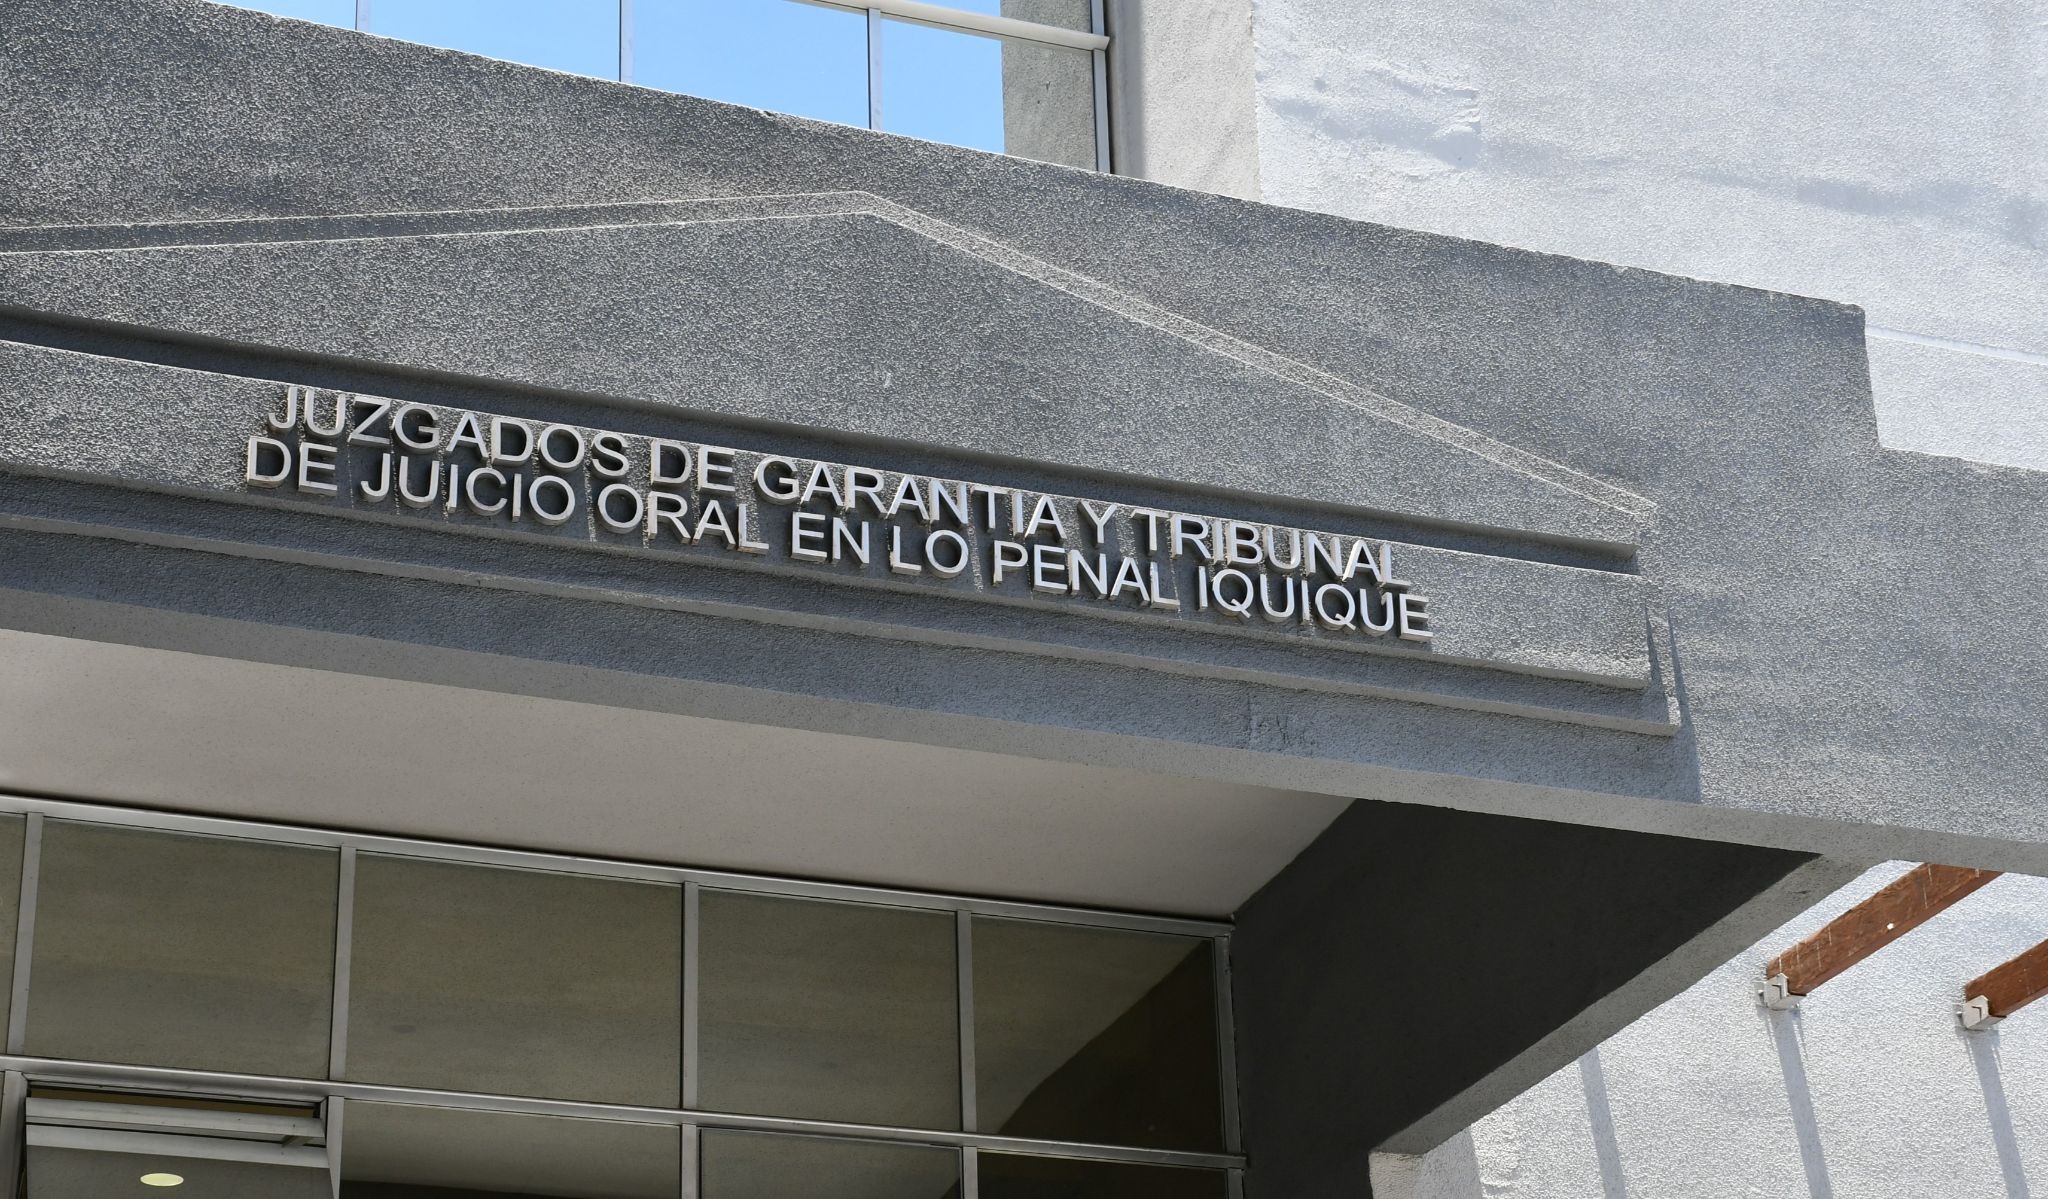 JUZGADOS DE GARANTIA Y TRIBUNAL
DE JUICIO ORAL EN LO PENAL IQUIQUE